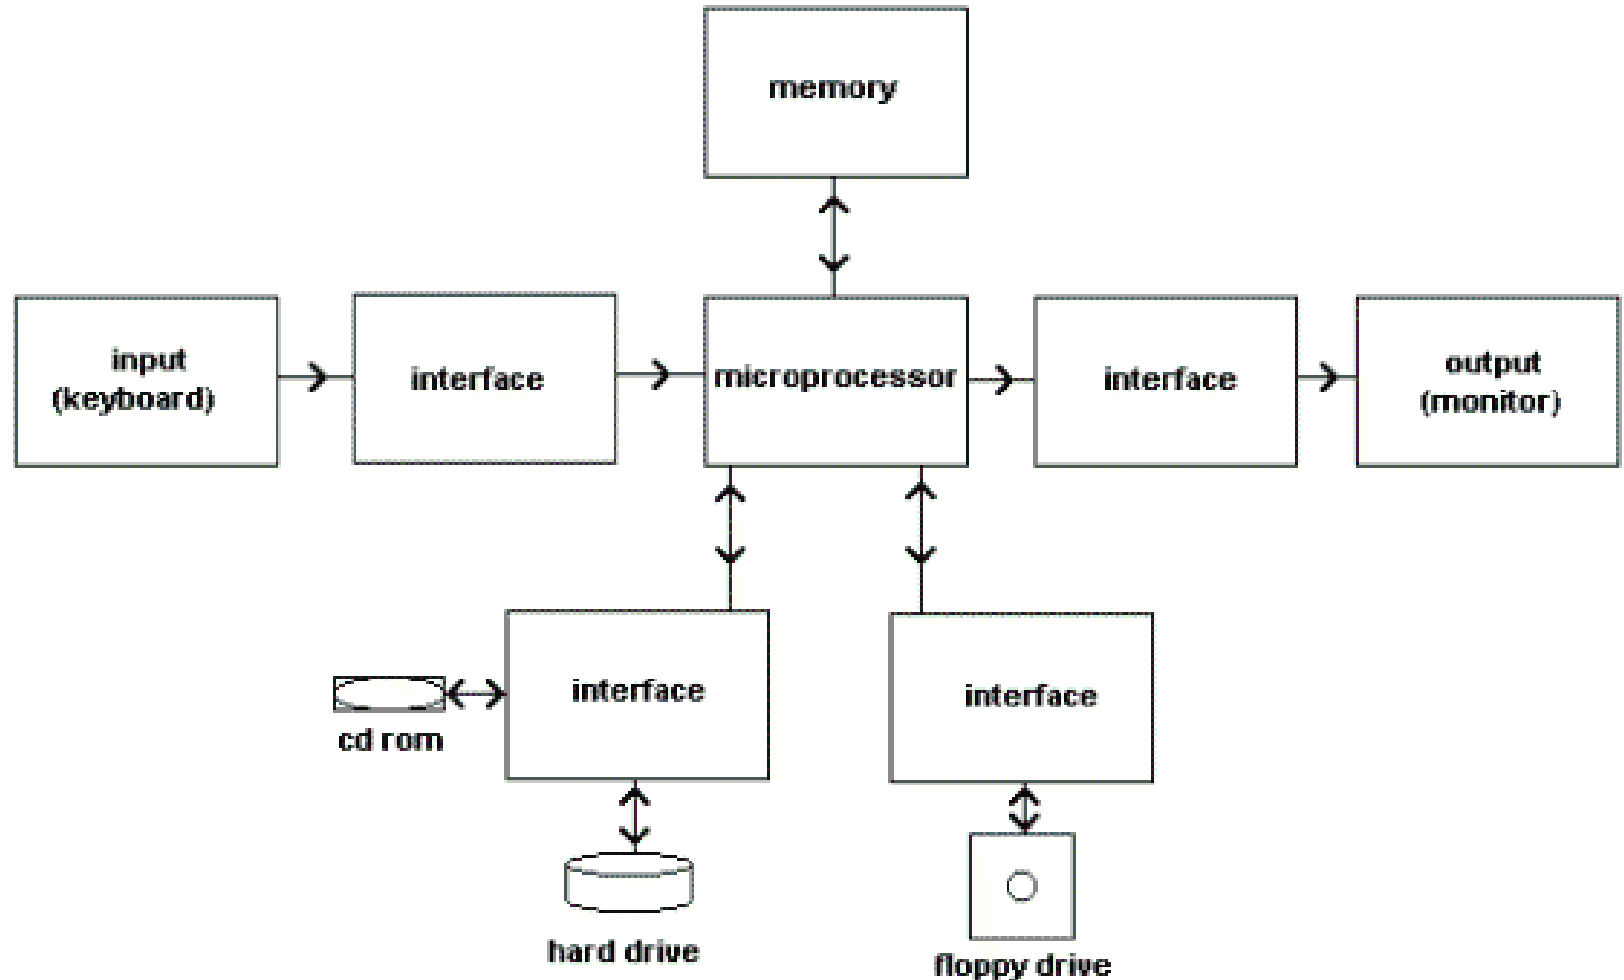 memory
input
(keyboard)
interface
microprocessor
interface
output
(monitor)
interface
interface
cd rom
hard drive
floppy drive